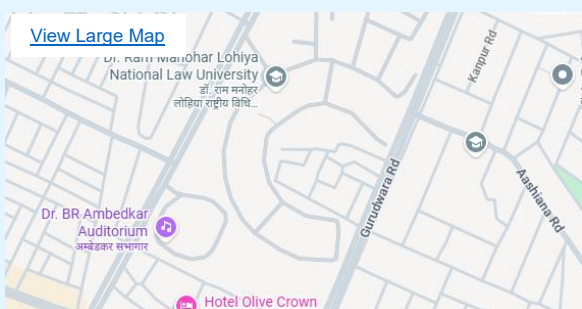 View Large Map
Dr. Ram Manohar Lohiya
National Law University
डॉ. राम मनोहर
लोहिया राष्ट्रीय विधि...
Kanpur Rd
Gurudwara Rd
Aashiana Rd
Dr. BR Ambedkar
Auditorium
अम्बेडकर सभागार
Hotel Olive Crown